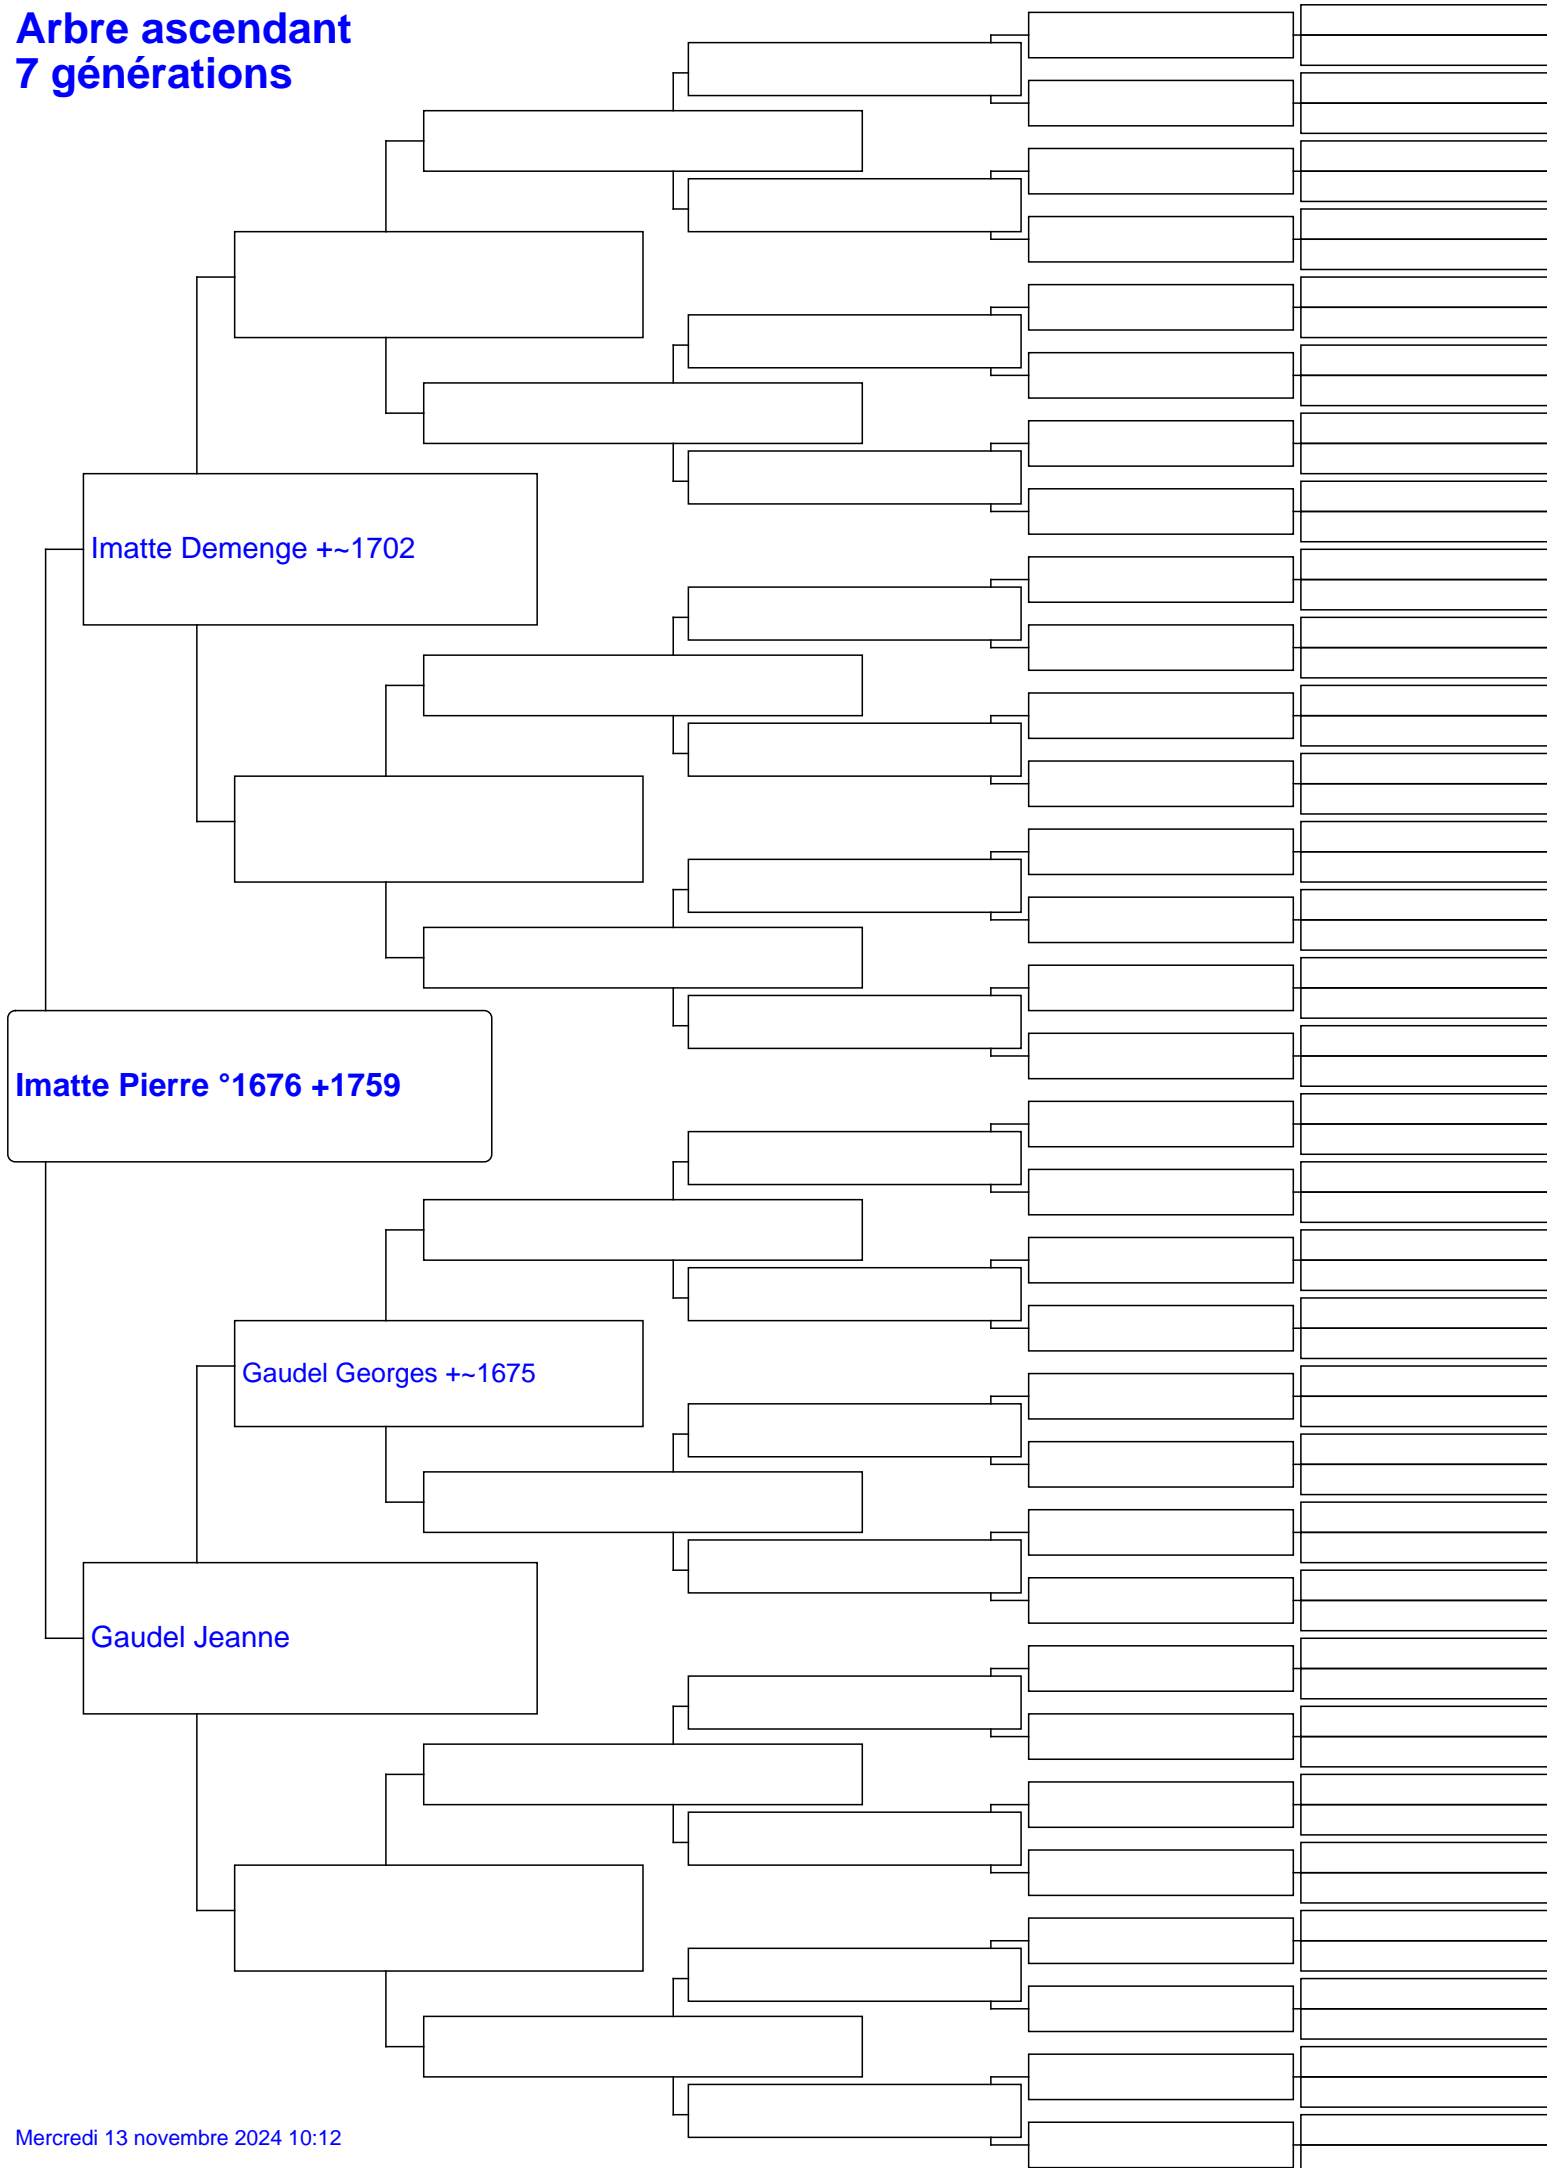 Arbre ascendant
7 générations
Imatte Demenge +~1702
Imatte Pierre °1676 +1759
Gaudel Georges +~1675
Gaudel Jeanne
Mercredi 13 novembre 2024 10:12